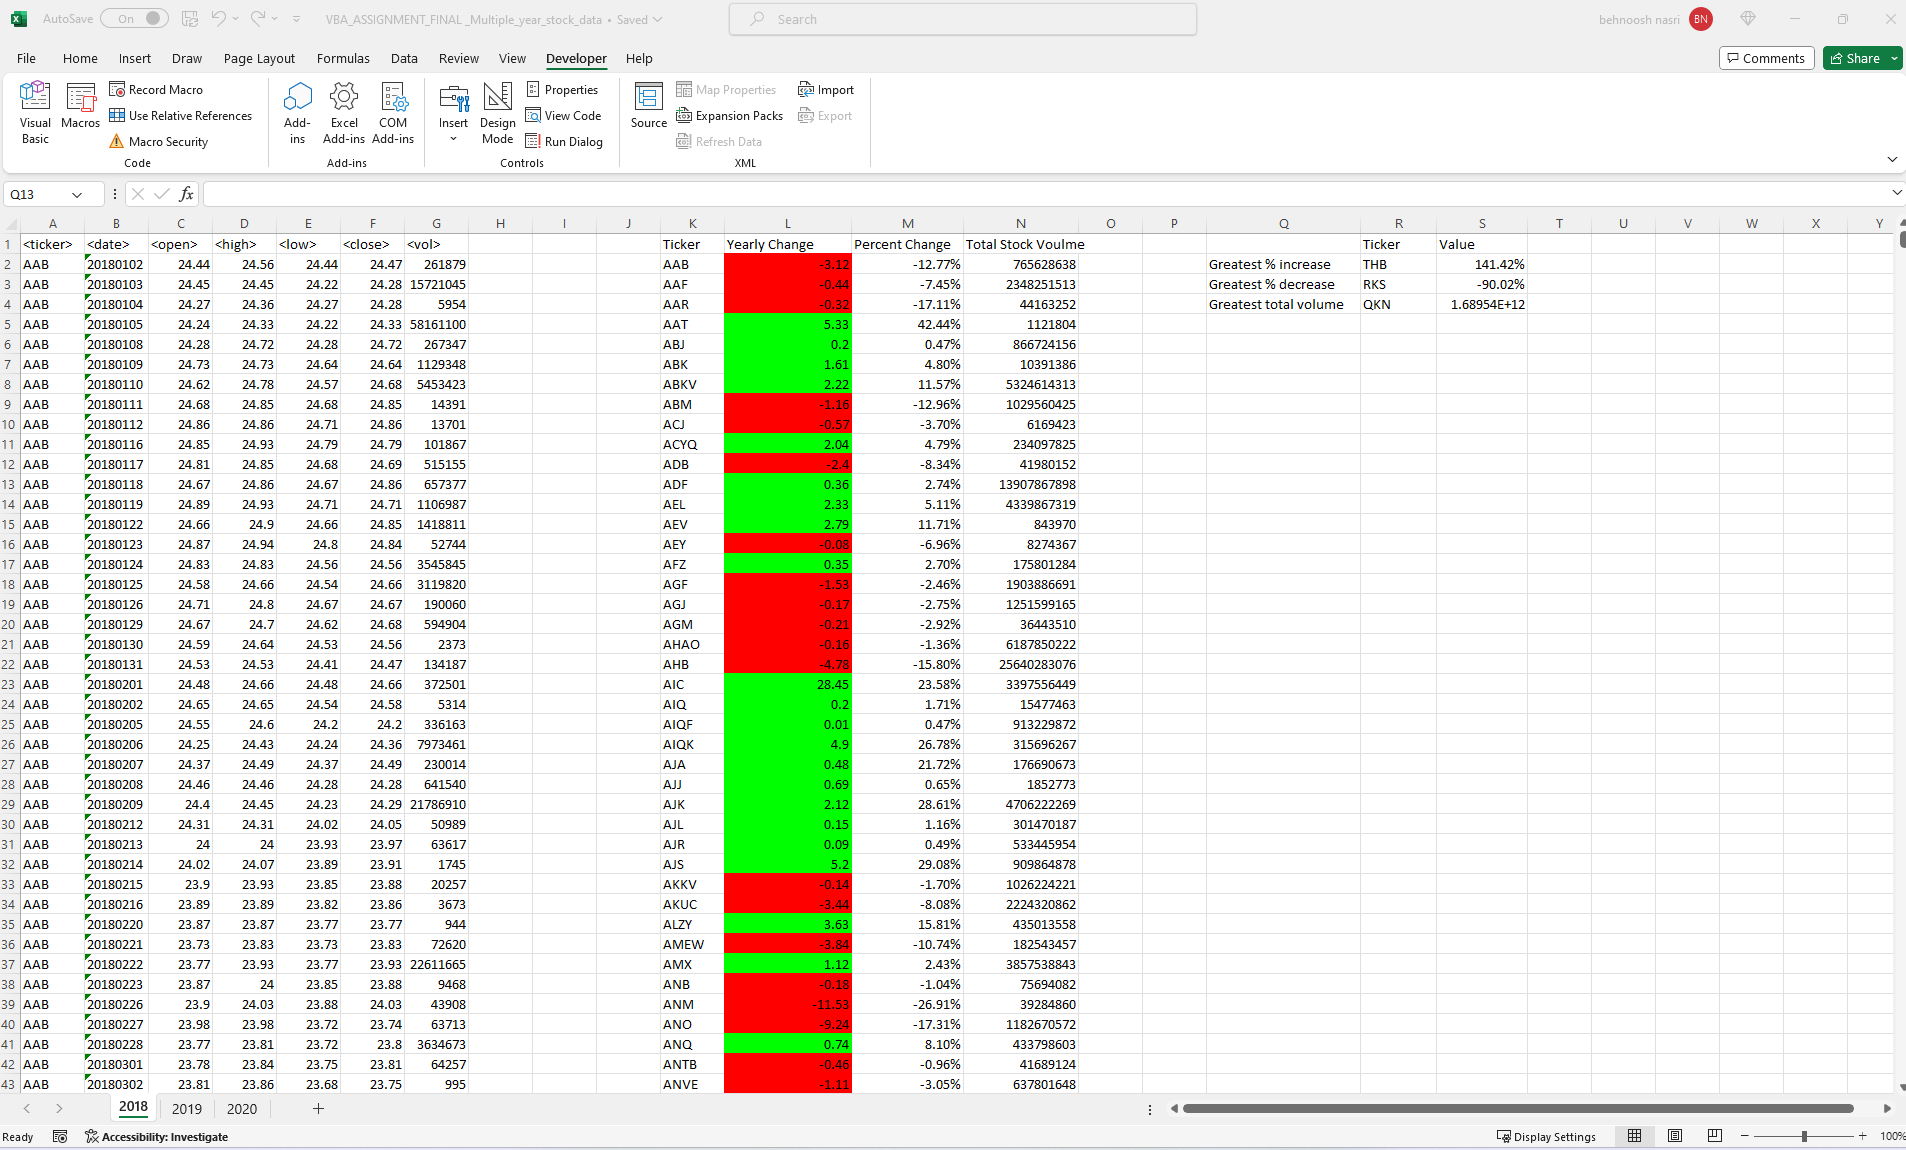 AutoSave On VBA_ASSIGNMENT_FINAL _Multiple_year_stock_data • Saved Search behnoosh nasri BN
File Home Insert Draw Page Layout Formulas Data Review View Developer Help Comments Share
Visual Basic
Macros
Record Macro
Use Relative References
Macro Security
Code
Add-ins
Excel Add-ins
COM Add-ins
Add-ins
Insert
Design Mode
Properties
View Code
Run Dialog
Controls
Source
Map Properties
Expansion Packs
Refresh Data
Import
Export
XML
Q13 fx
A B C D E F G H I J K L M N O P Q R S T U V W X Y
1 <ticker> <date> <open> <high> <low> <close> <vol> Ticker Yearly Change Percent Change Total Stock Voulme Ticker Value
2 AAB 20180102 24.44 24.56 24.44 24.47 261879 AAB -3.12 -12.77% 765628638 Greatest % increase THB 141.42%
3 AAB 20180103 24.45 24.45 24.22 24.28 15721045 AAF -0.44 -7.45% 2348251513 Greatest % decrease RKS -90.02%
4 AAB 20180104 24.27 24.36 24.27 24.28 5954 AAR -0.32 -17.11% 44163252 Greatest total volume QKN 1.68954E+12
5 AAB 20180105 24.24 24.33 24.22 24.33 58161100 AAT 5.33 42.44% 1121804
6 AAB 20180108 24.28 24.72 24.28 24.72 267347 ABJ 0.2 0.47% 866724156
7 AAB 20180109 24.73 24.73 24.64 24.64 1129348 ABK 1.61 4.80% 10391386
8 AAB 20180110 24.62 24.78 24.57 24.68 5453423 ABKV 2.22 11.57% 5324614313
9 AAB 20180111 24.68 24.85 24.68 24.85 14391 ABM -1.16 -12.96% 1029560425
10 AAB 20180112 24.86 24.86 24.71 24.86 13701 ACJ -0.57 -3.70% 6169423
11 AAB 20180116 24.85 24.93 24.79 24.79 101867 ACYQ 2.04 4.79% 234097825
12 AAB 20180117 24.81 24.85 24.68 24.69 515155 ADB -2.4 -8.34% 41980152
13 AAB 20180118 24.67 24.86 24.67 24.86 657377 ADF 0.36 2.74% 13907867898
14 AAB 20180119 24.89 24.93 24.71 24.71 1106987 AEL 2.33 5.11% 4339867319
15 AAB 20180122 24.66 24.9 24.66 24.85 1418811 AEV 2.79 11.71% 843970
16 AAB 20180123 24.87 24.94 24.8 24.84 52744 AEY -0.08 -6.96% 8274367
17 AAB 20180124 24.83 24.83 24.56 24.56 3545845 AFZ 0.35 2.70% 175801284
18 AAB 20180125 24.58 24.66 24.54 24.66 3119820 AGF -1.53 -2.46% 1903886691
19 AAB 20180126 24.71 24.8 24.67 24.67 190060 AGJ -0.17 -2.75% 1251599165
20 AAB 20180129 24.67 24.7 24.62 24.68 594904 AGM -0.21 -2.92% 36443510
21 AAB 20180130 24.59 24.64 24.53 24.56 2373 AHAO -0.16 -1.36% 6187850222
22 AAB 20180131 24.53 24.53 24.41 24.47 134187 AHB -4.78 -15.80% 25640283076
23 AAB 20180201 24.48 24.66 24.48 24.66 372501 AIC 28.45 23.58% 3397556449
24 AAB 20180202 24.65 24.65 24.54 24.58 5314 AIQ 0.2 1.71% 15477463
25 AAB 20180205 24.55 24.6 24.2 24.2 336163 AIQF 0.01 0.47% 913229872
26 AAB 20180206 24.25 24.43 24.24 24.36 7973461 AIQK 4.9 26.78% 315696267
27 AAB 20180207 24.37 24.49 24.37 24.49 230014 AJA 0.48 21.72% 176690673
28 AAB 20180208 24.46 24.46 24.28 24.28 641540 AJJ 0.69 0.65% 1852773
29 AAB 20180209 24.4 24.45 24.23 24.29 21786910 AJK 2.12 28.61% 4706222269
30 AAB 20180212 24.31 24.31 24.02 24.05 50989 AJL 0.15 1.16% 301470187
31 AAB 20180213 24 24 23.93 23.97 63617 AJR 0.09 0.49% 533445954
32 AAB 20180214 24.02 24.07 23.89 23.91 1745 AJS 5.2 29.08% 909864878
33 AAB 20180215 23.9 23.93 23.85 23.88 20257 AKKV -0.14 -1.70% 1026224221
34 AAB 20180216 23.89 23.89 23.82 23.86 3673 AKUC -3.44 -8.08% 2224320862
35 AAB 20180220 23.87 23.87 23.77 23.77 944 ALZY 3.63 15.81% 435013558
36 AAB 20180221 23.73 23.83 23.73 23.83 72620 AMEW -3.84 -10.74% 182543457
37 AAB 20180222 23.77 23.93 23.77 23.93 22611665 AMX 1.12 2.43% 3857538843
38 AAB 20180223 23.87 24 23.85 23.88 9468 ANB -0.18 -1.04% 75694082
39 AAB 20180226 23.9 24.03 23.88 24.03 43908 ANM -11.53 -26.91% 39284860
40 AAB 20180227 23.98 23.98 23.72 23.74 63713 ANO -9.24 -17.31% 1182670572
41 AAB 20180228 23.77 23.81 23.72 23.8 3634673 ANQ 0.74 8.10% 433798603
42 AAB 20180301 23.78 23.84 23.75 23.81 64257 ANTB -0.46 -0.96% 41689124
43 AAB 20180302 23.81 23.86 23.68 23.75 995 ANVE -1.11 -3.05% 637801648
2018 2019 2020
Ready Accessibility: Investigate Display Settings 100%